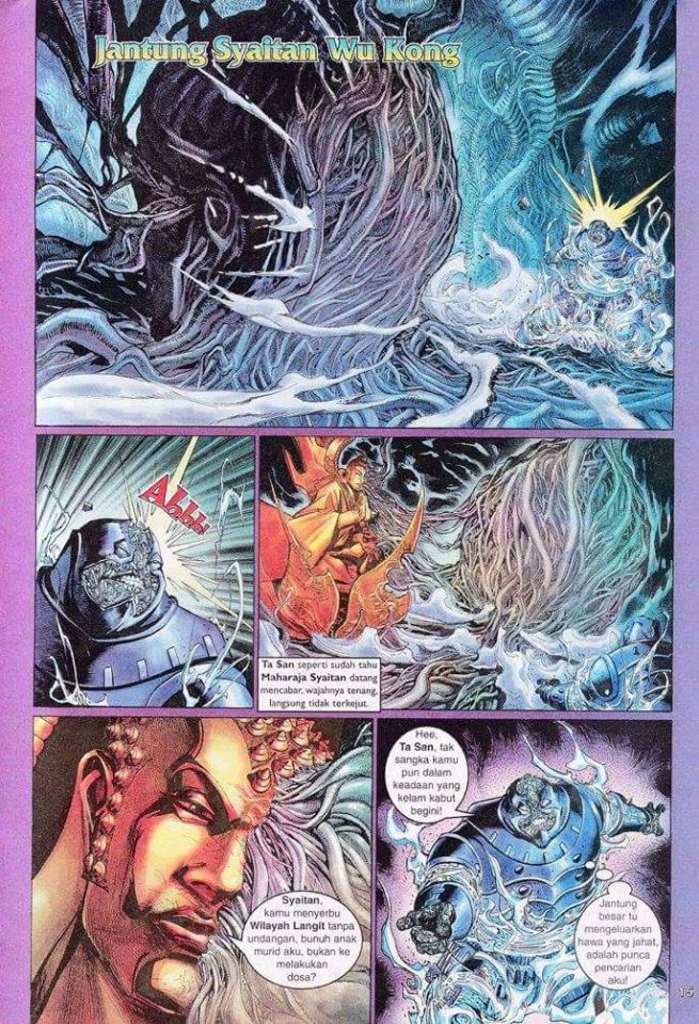 Jantung Syaitan Wu Kong
Ahhh
Ta San seperti sudah tahu
Maharaja Syaitan datang
mencabar, wajahnya tenang,
langsung tidak terkejut.
Syaitan,
kamu menyerbu
Wilayah Langit tanpa
undangan, bunuh anak
murid aku, bukan ke
melakukan
dosa?
Hee,
Ta San, tak
sangka kamu
pun dalam
keadaan yang
kelam kabut
begini!
Jantung
besar tu
mengeluarkan
hawa yang jahat,
adalah punca
pencarian
aku!
15